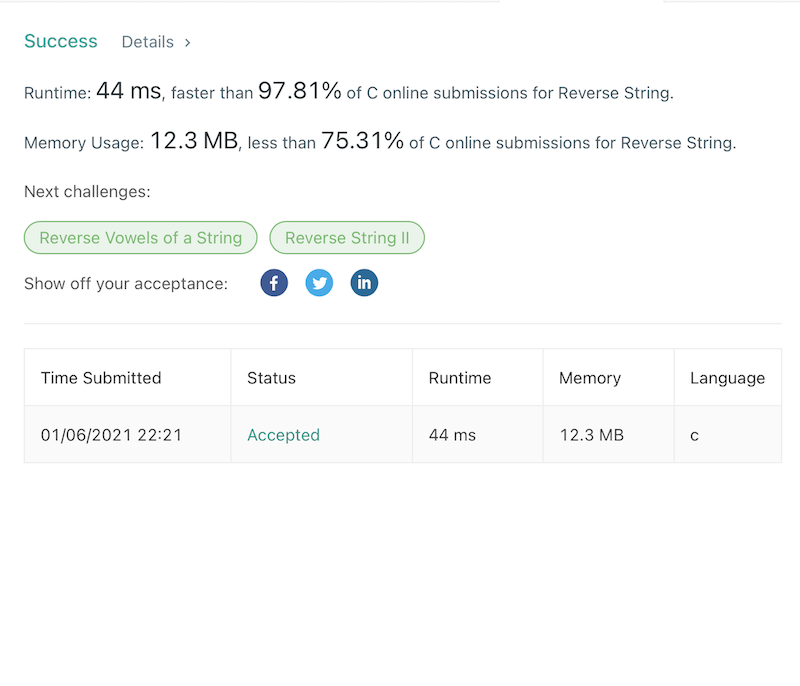 Success Details >
Runtime: 44 ms, faster than 97.81% of C online submissions for Reverse String.
Memory Usage: 12.3 MB, less than 75.31% of C online submissions for Reverse String.
Next challenges:
Reverse Vowels of a String Reverse String II
Show off your acceptance: f in
Time Submitted Status Runtime Memory Language
01/06/2021 22:21 Accepted 44 ms 12.3 MB c